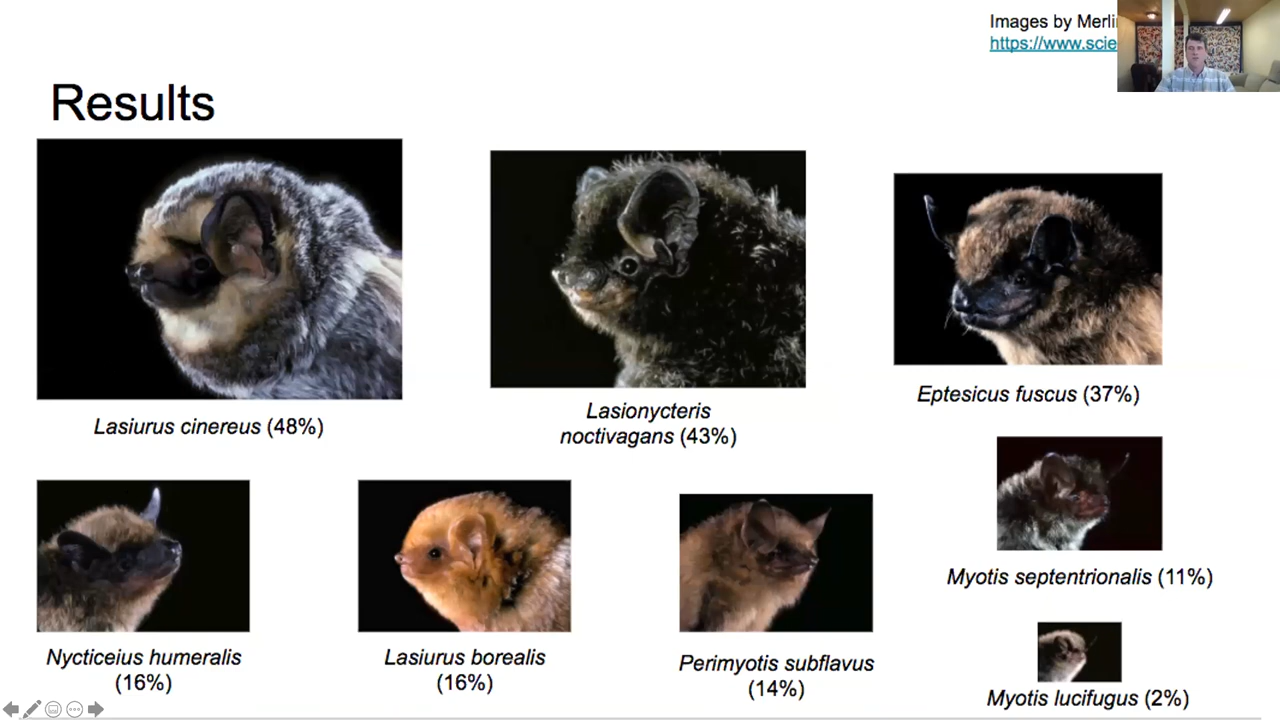 Images by Merli
https://www.scie
Results
Lasiurus cinereus (48%)
Lasionycteris
noctivagans (43%)
Eptesicus fuscus (37%)
Nycticeius humeralis
(16%)
Lasiurus borealis
(16%)
Perimyotis subflavus
(14%)
Myotis septentrionalis (11%)
Myotis lucifugus (2%)